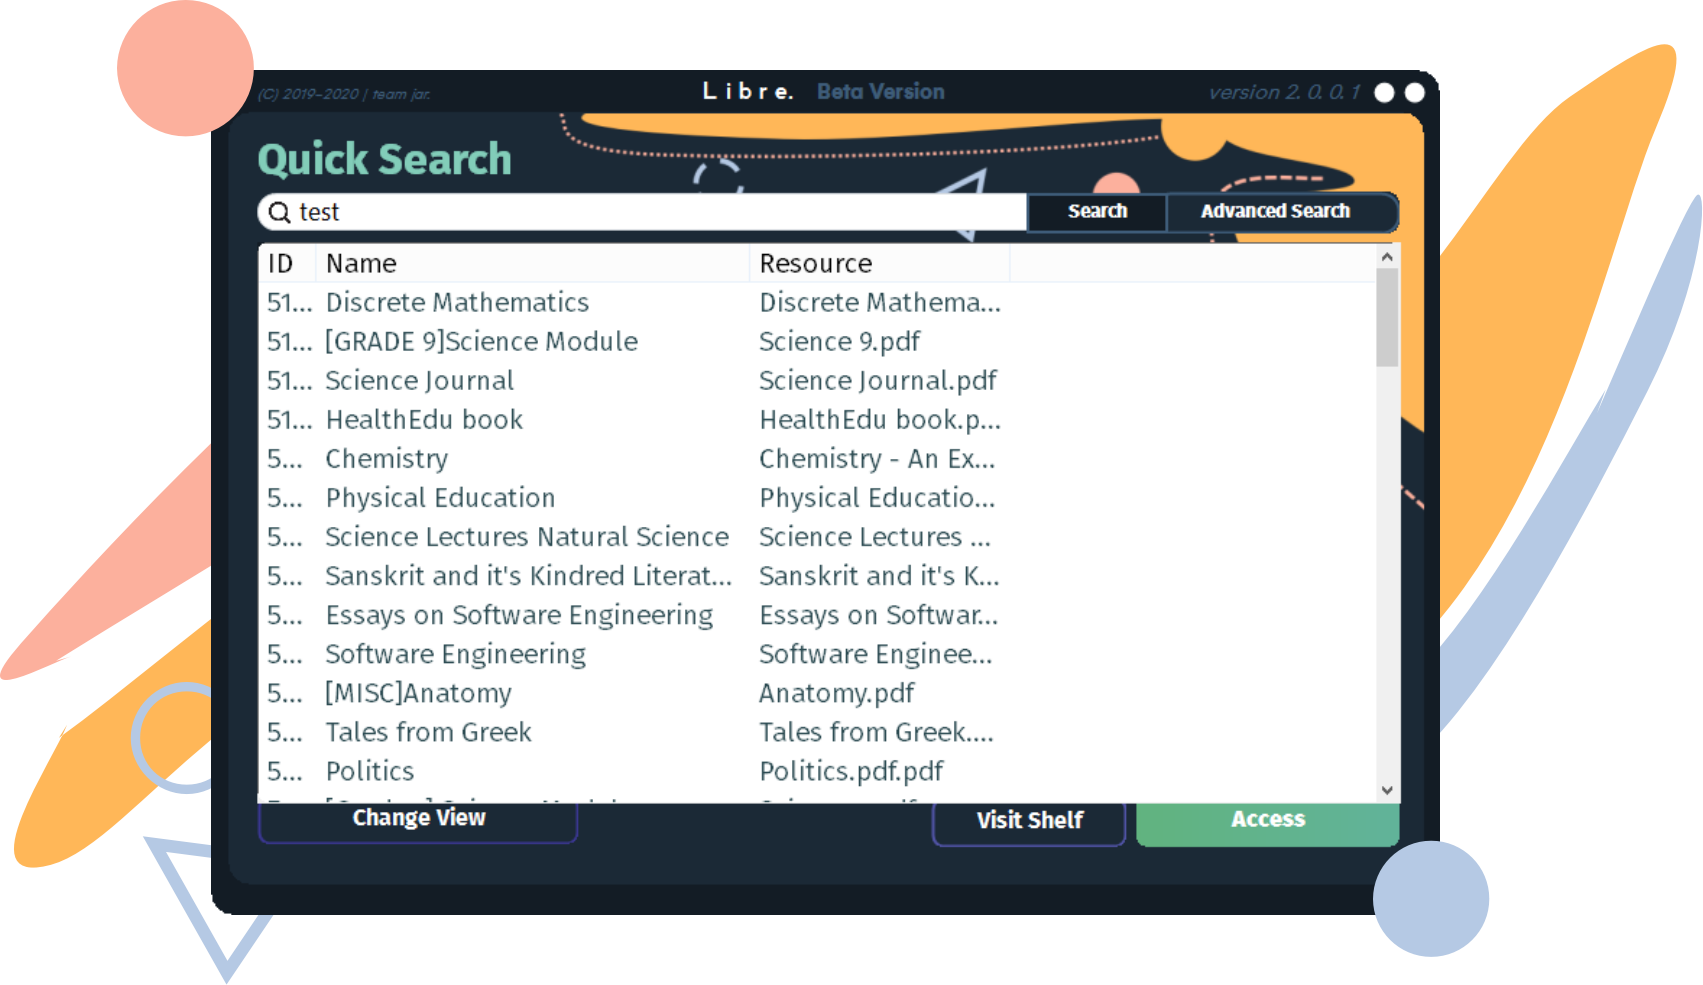 (C) 2019-2020 | team jar. Libre. Beta Version version 2. 0. 0. 1
Quick Search
test Search Advanced Search
ID Name Resource
51... Discrete Mathematics Discrete Mathema...
51... [GRADE 9]Science Module Science 9.pdf
51... Science Journal Science Journal.pdf
51... HealthEdu book HealthEdu book.p...
5... Chemistry Chemistry - An Ex...
5... Physical Education Physical Educatio...
5... Science Lectures Natural Science Science Lectures ...
5... Sanskrit and it's Kindred Literat... Sanskrit and it's K...
5... Essays on Software Engineering Essays on Softwar...
5... Software Engineering Software Enginee...
5... [MISC]Anatomy Anatomy.pdf
5... Tales from Greek Tales from Greek....
5... Politics Politics.pdf.pdf
Change View Visit Shelf Access